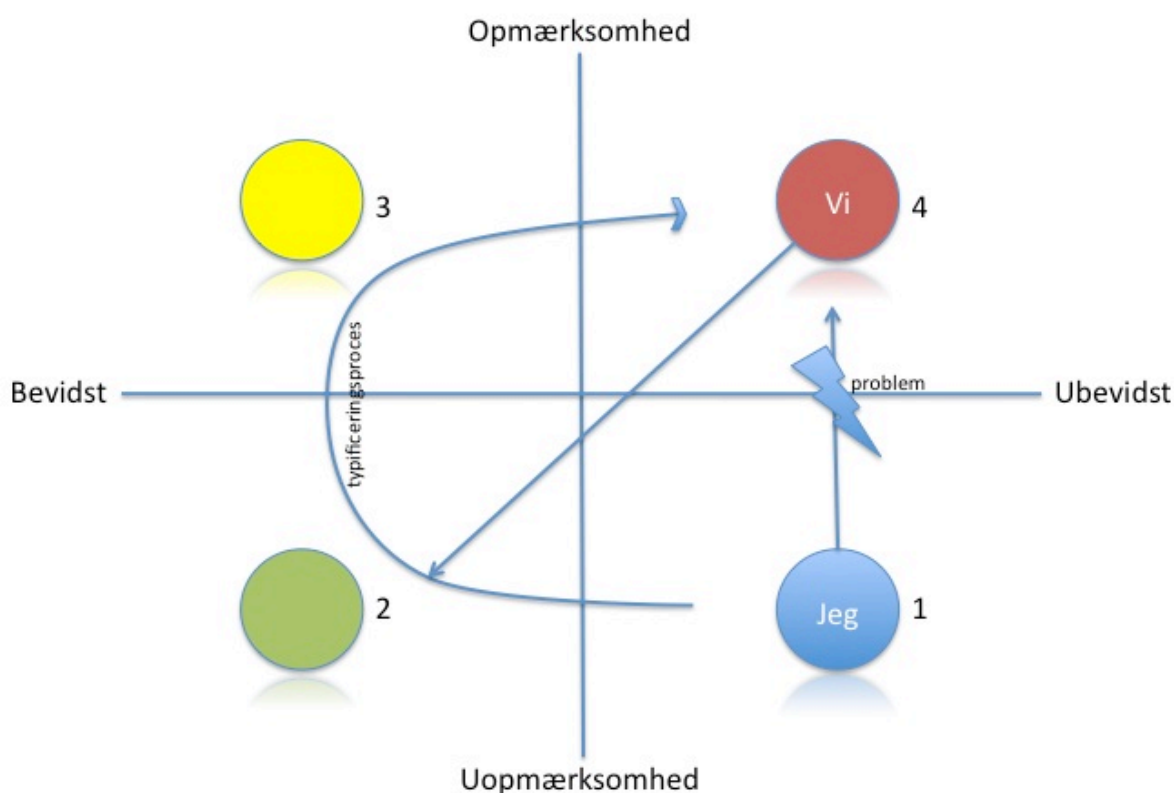 Opmærksomhed
3
Vi
4
typificeringsproces
problem
Bevidst
Ubevidst
2
Jeg
1
Uopmærksomhed